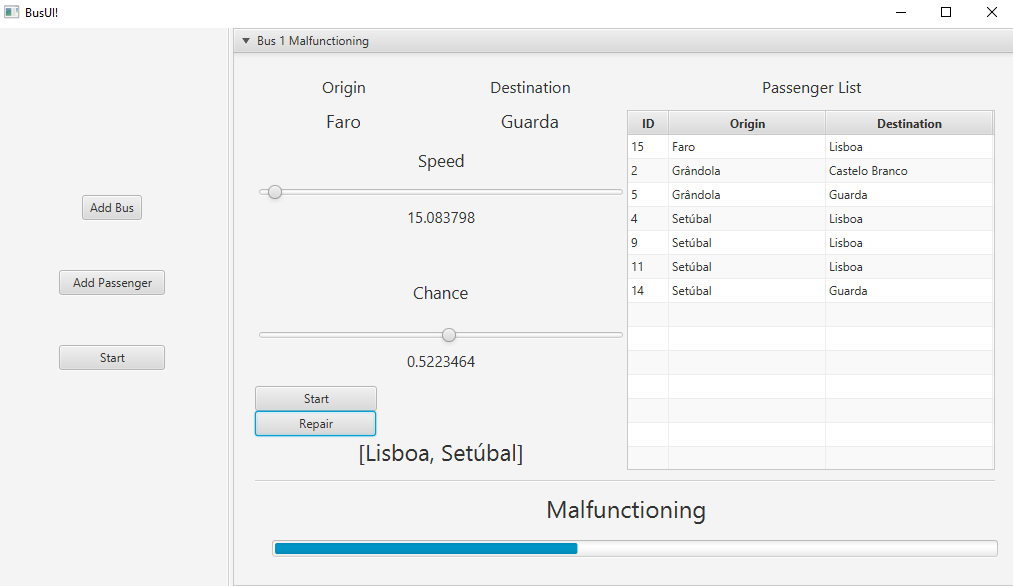 BusUI!
Bus 1 Malfunctioning
Add Bus
Add Passenger
Start
Origin Destination
Faro Guarda
Speed
15.083798
Chance
0.5223464
Start
Repair
[Lisboa, Setúbal]
Passenger List
ID Origin Destination
15 Faro Lisboa
2 Grândola Castelo Branco
5 Grândola Guarda
4 Setúbal Lisboa
9 Setúbal Lisboa
11 Setúbal Lisboa
14 Setúbal Guarda
Malfunctioning